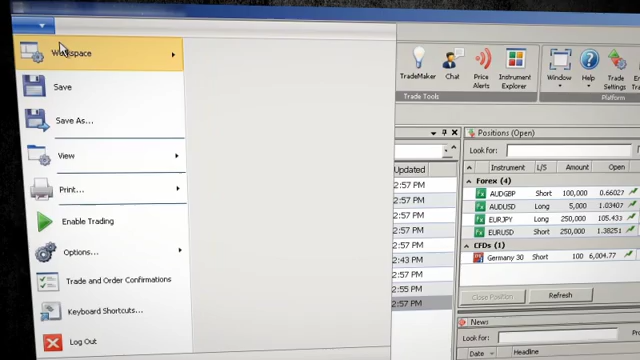 Workspace
Save
Save As...
View
Print...
Enable Trading
Options...
Trade and Order Confirmations
Keyboard Shortcuts...
Log Out
TradeMaker
Chat
Price Alerts
Instrument Explorer
Window
Help
Trade Settings
Trade Tools
Platform
Updated
2:57 PM
2:56 PM
2:57 PM
2:57 PM
2:43 PM
2:57 PM
2:55 PM
2:57 PM
Positions (Open)
Look for:
Instrument L/S Amount Open
Forex (4)
AUDGBP Short 100,000 0.66027
AUDUSD Long 5,000 1.03407
EURJPY Long 250,000 105.433
EURUSD Short 250,000 1.38251
CFDs (1)
Germany 30 Short 100 6,004.77
Close Position
Refresh
News
Look for:
Date Headline